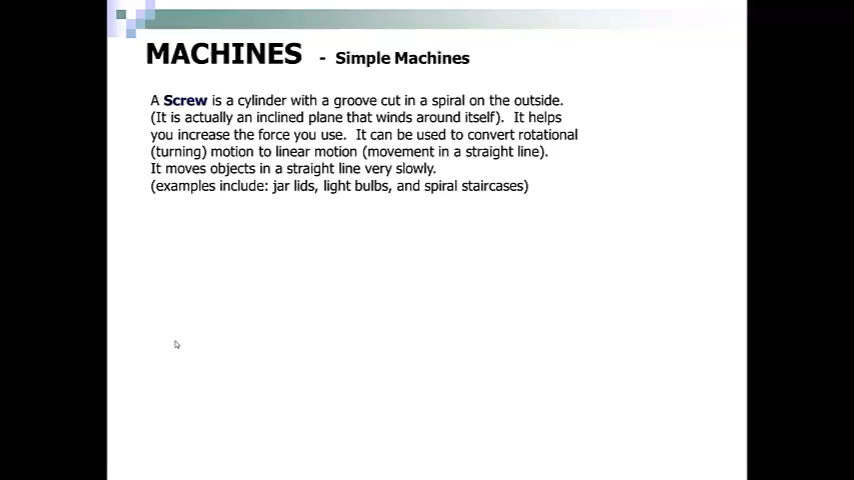 MACHINES - Simple Machines
A Screw is a cylinder with a groove cut in a spiral on the outside.
(It is actually an inclined plane that winds around itself). It helps
you increase the force you use. It can be used to convert rotational
(turning) motion to linear motion (movement in a straight line).
It moves objects in a straight line very slowly.
(examples include: jar lids, light bulbs, and spiral staircases)